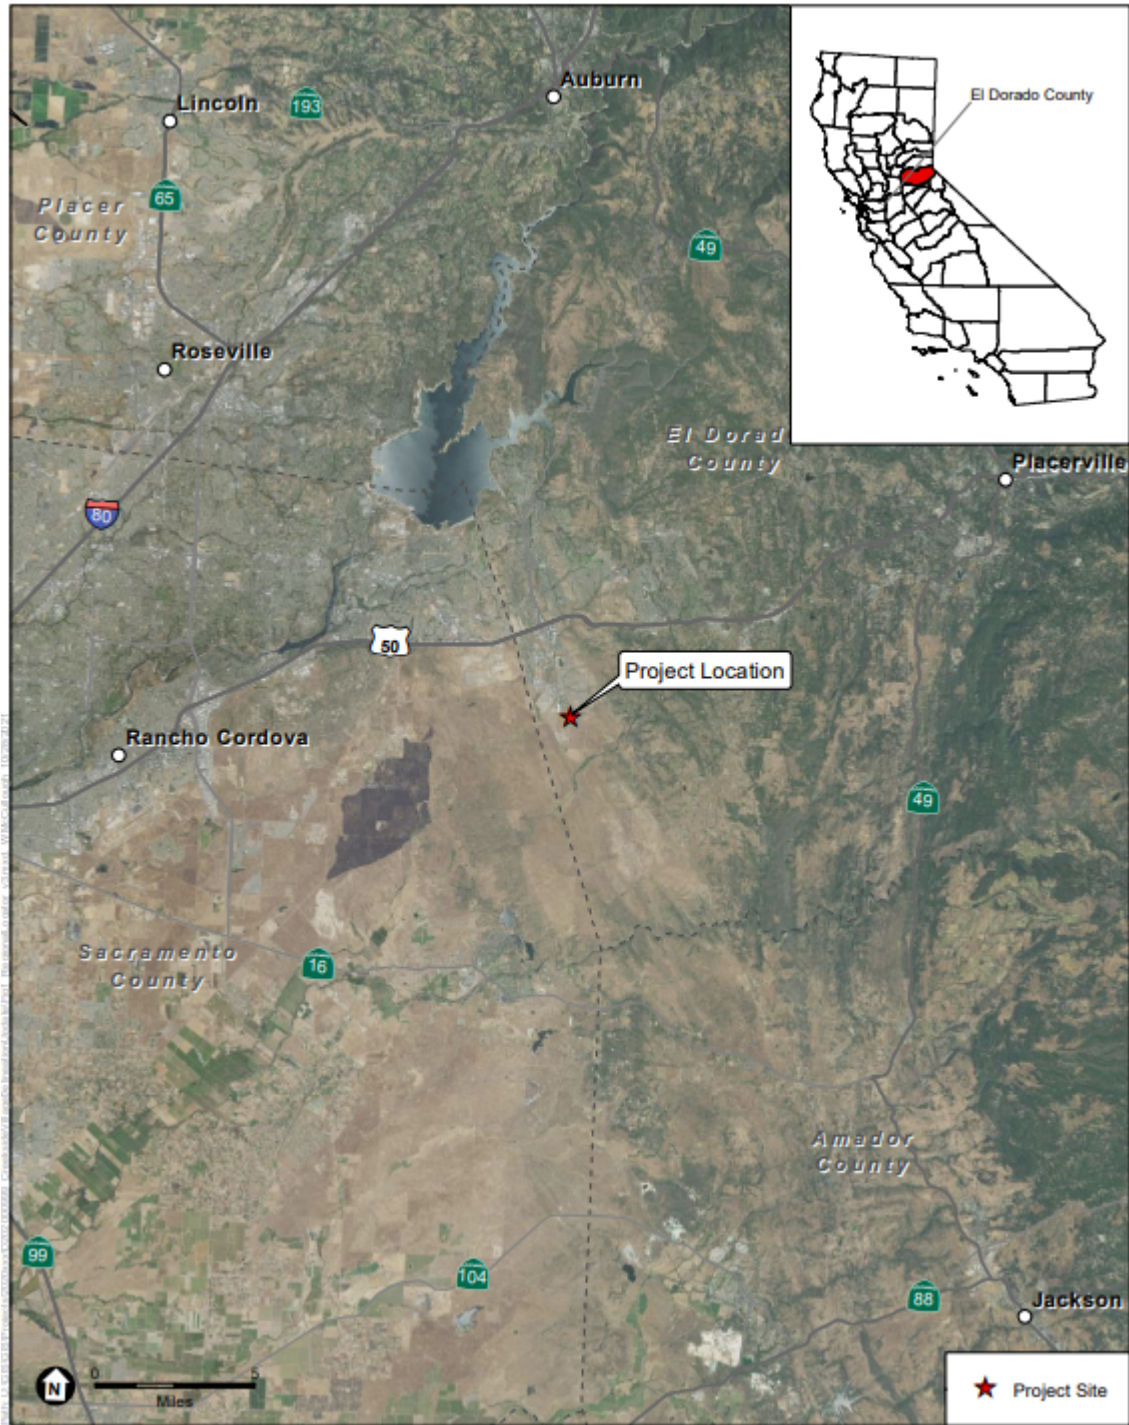 Auburn
Lincoln
193
El Dorado County
65
Placer
County
49
Roseville
El Dorad
County
Placerville
80
50
Project Location
Rancho Cordova
49
Sacramento
County
16
Amador
County
99
104
88
Jackson
N
0
5
Miles
Project Site